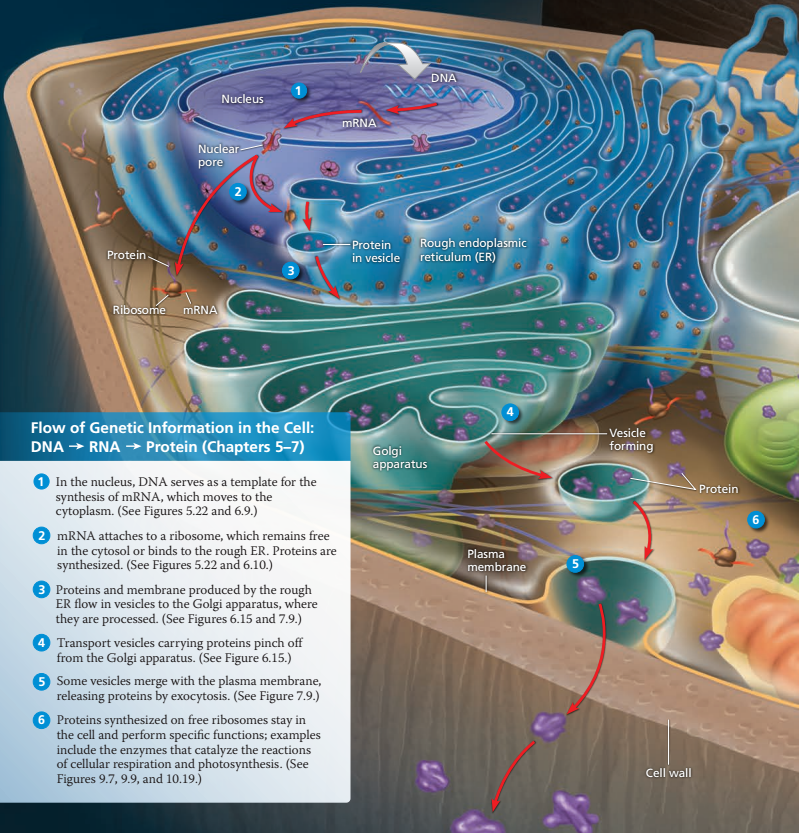 DNA
Nucleus
1
mRNA
Nuclear
pore
2
Protein
in vesicle
Rough endoplasmic
reticulum (ER)
Protein
3
Ribosome
mRNA
4
Golgi
apparatus
Vesicle
forming
Protein
6
Plasma
membrane
5
Cell wall
Flow of Genetic Information in the Cell:
DNA → RNA → Protein (Chapters 5–7)
1 In the nucleus, DNA serves as a template for the
synthesis of mRNA, which moves to the
cytoplasm. (See Figures 5.22 and 6.9.)
2 mRNA attaches to a ribosome, which remains free
in the cytosol or binds to the rough ER. Proteins are
synthesized. (See Figures 5.22 and 6.10.)
3 Proteins and membrane produced by the rough
ER flow in vesicles to the Golgi apparatus, where
they are processed. (See Figures 6.15 and 7.9.)
4 Transport vesicles carrying proteins pinch off
from the Golgi apparatus. (See Figure 6.15.)
5 Some vesicles merge with the plasma membrane,
releasing proteins by exocytosis. (See Figure 7.9.)
6 Proteins synthesized on free ribosomes stay in
the cell and perform specific functions; examples
include the enzymes that catalyze the reactions
of cellular respiration and photosynthesis. (See
Figures 9.7, 9.9, and 10.19.)